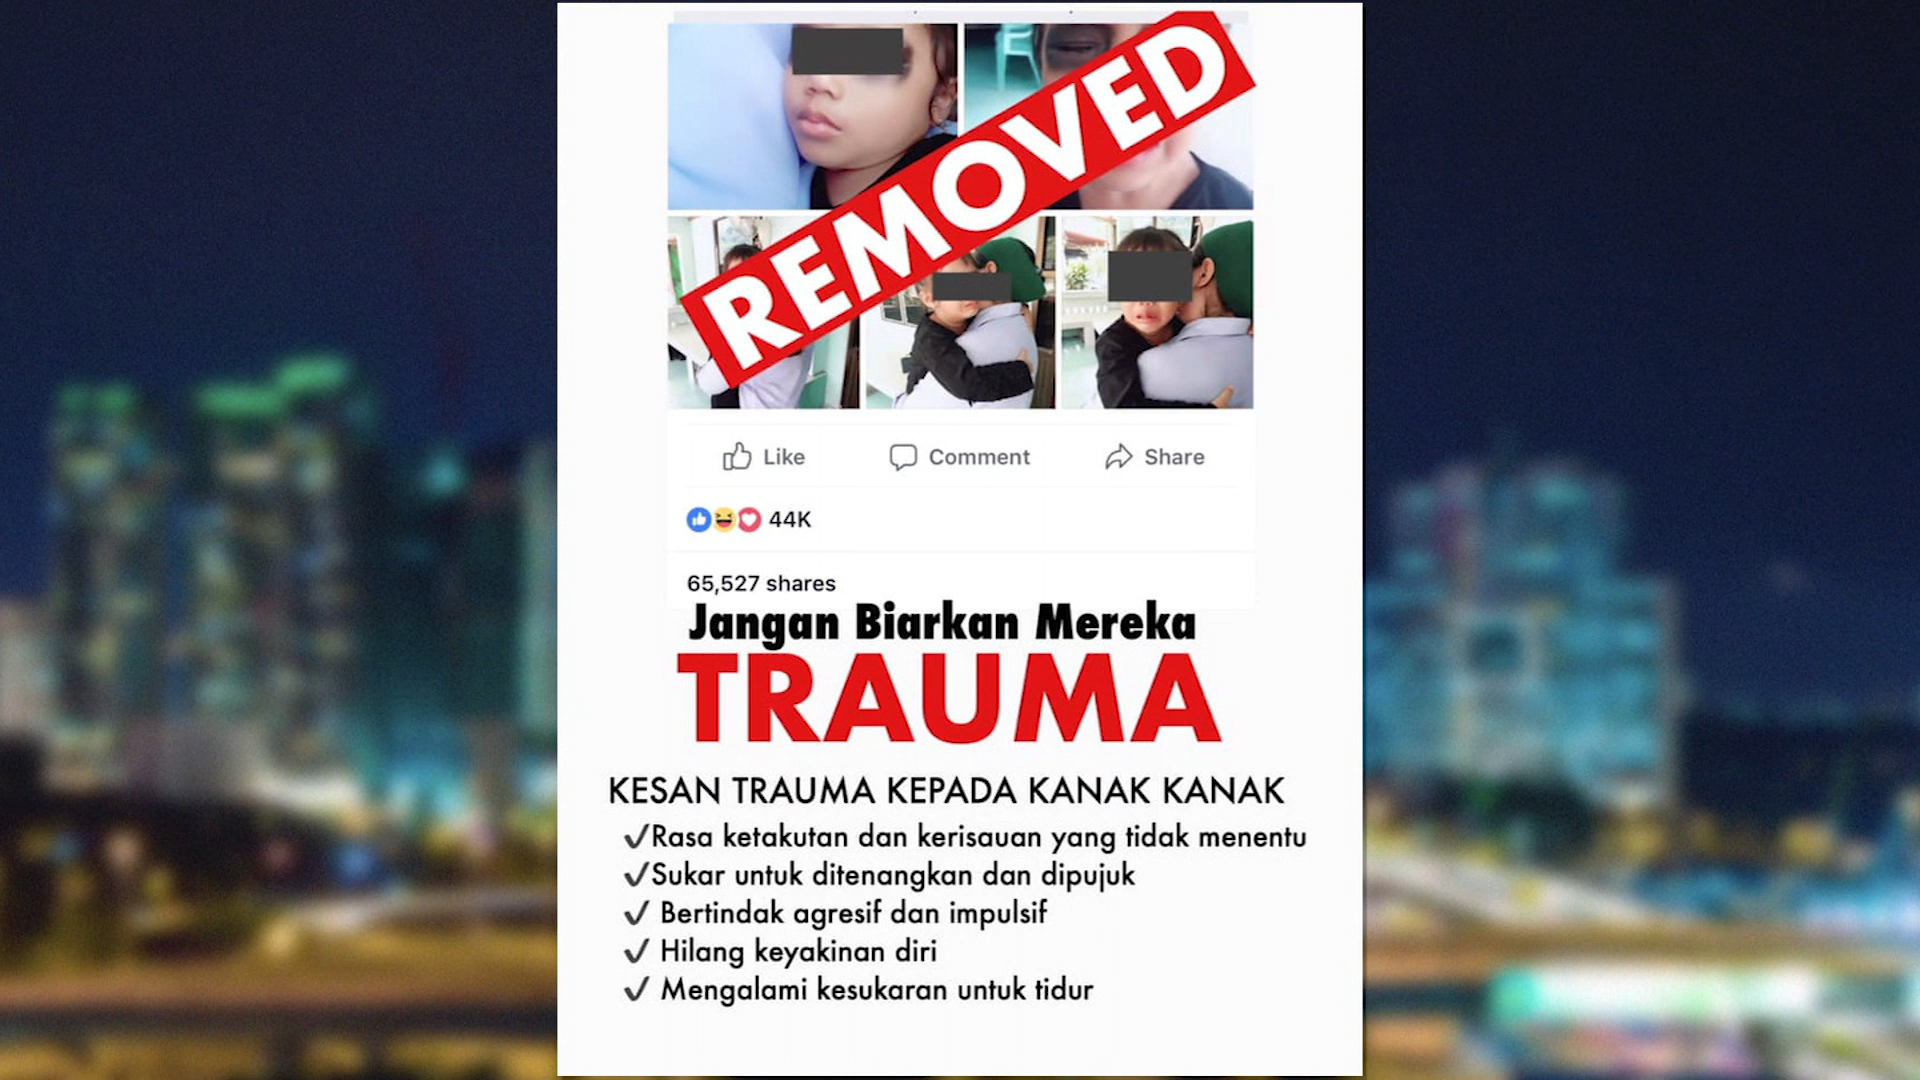 REMOVED
Like Comment Share
44K
65,527 shares
Jangan Biarkan Mereka
TRAUMA
KESAN TRAUMA KEPADA KANAK KANAK
✓Rasa ketakutan dan kerisauan yang tidak menentu
✓Sukar untuk ditenangkan dan dipujuk
✓ Bertindak agresif dan impulsif
✓ Hilang keyakinan diri
✓ Mengalami kesukaran untuk tidur